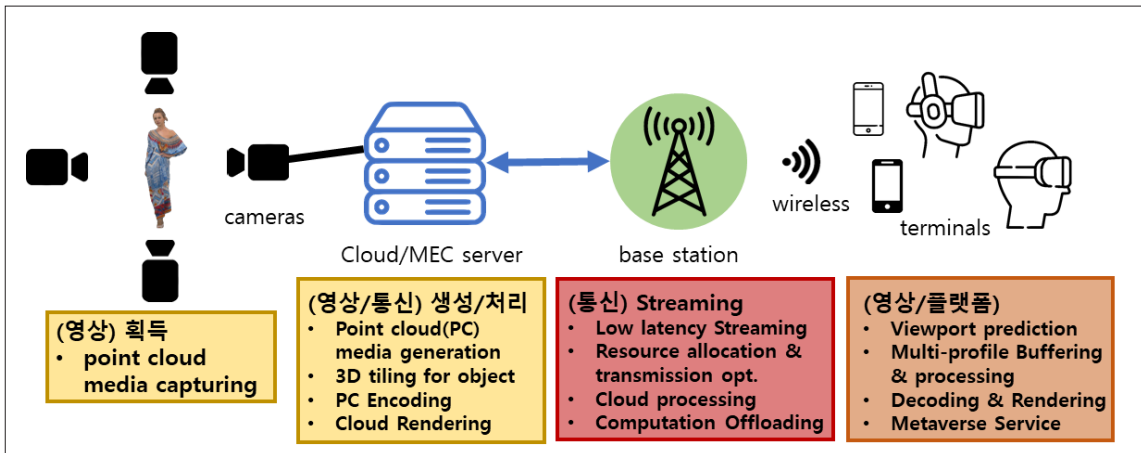 cameras
Cloud/MEC server
base station
wireless
terminals
(영상) 획득
• point cloud
media capturing
(영상/통신) 생성/처리
• Point cloud(PC)
media generation
• 3D tiling for object
• PC Encoding
• Cloud Rendering
(통신) Streaming
• Low latency Streaming
• Resource allocation &
transmission opt.
• Cloud processing
• Computation Offloading
(영상/플랫폼)
• Viewport prediction
• Multi-profile Buffering
& processing
• Decoding & Rendering
• Metaverse Service